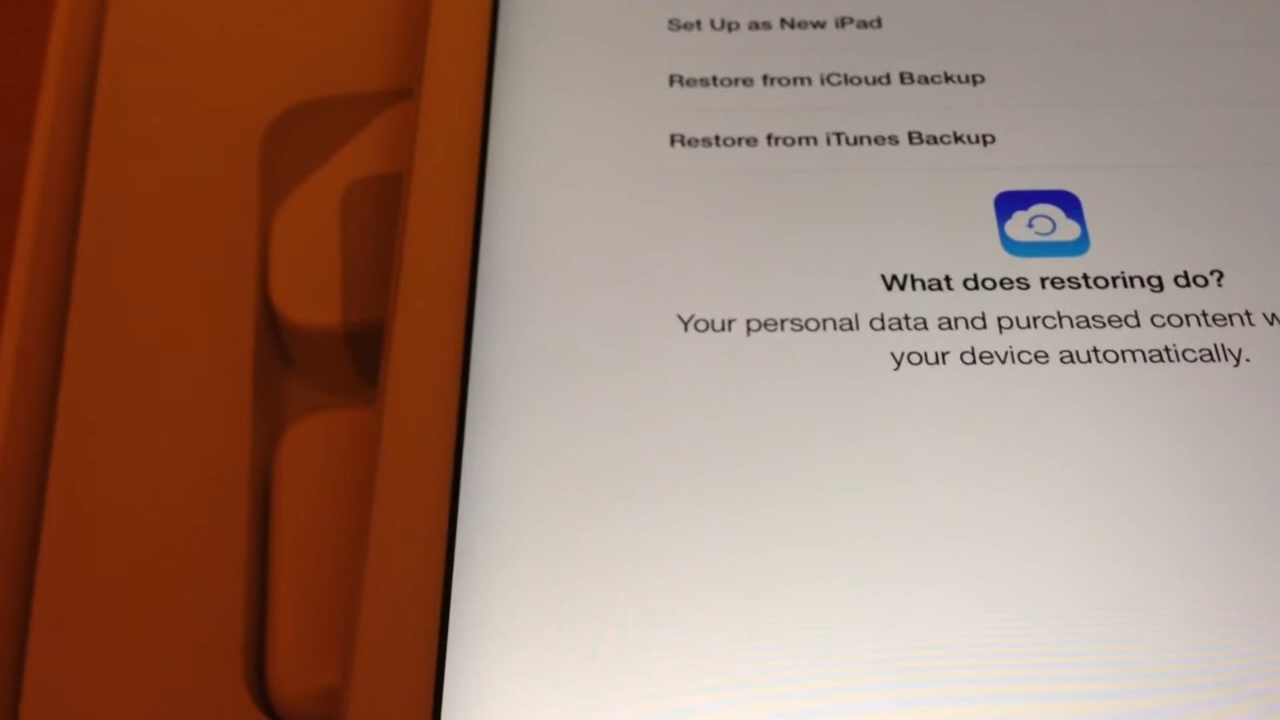 Set Up as New iPad
Restore from iCloud Backup
Restore from iTunes Backup
What does restoring do?
Your personal data and purchased content
your device automatically.